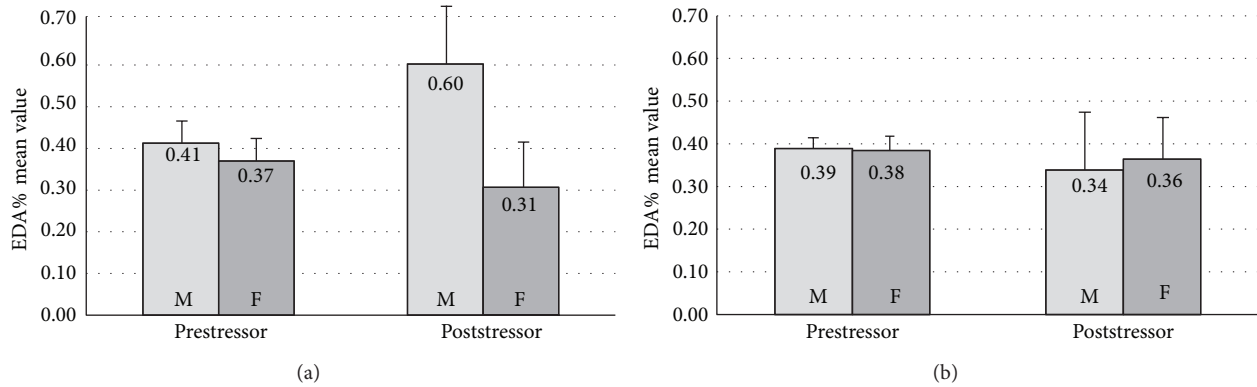 EDA% mean value
0.70
0.60
0.50
0.40
0.30
0.20
0.10
0.00
0.41
0.37
0.60
0.31
M
F
M
F
Prestressor
Poststressor
(a)
EDA% mean value
0.70
0.60
0.50
0.40
0.30
0.20
0.10
0.00
0.39
0.38
0.34
0.36
M
F
M
F
Prestressor
Poststressor
(b)